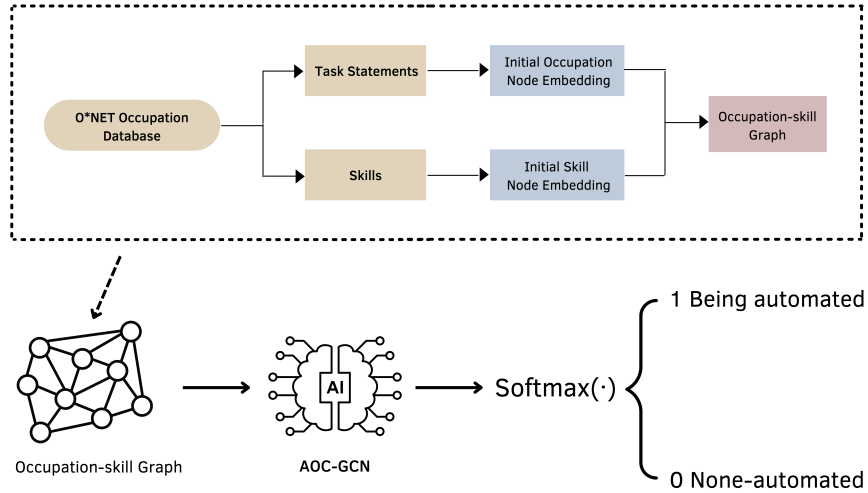 O*NET Occupation
Database
Task Statements
Skills
Initial Occupation
Node Embedding
Initial Skill
Node Embedding
Occupation-skill
Graph
Occupation-skill Graph
AI
AOC-GCN
Softmax(·)
1 Being automated
0 None-automated